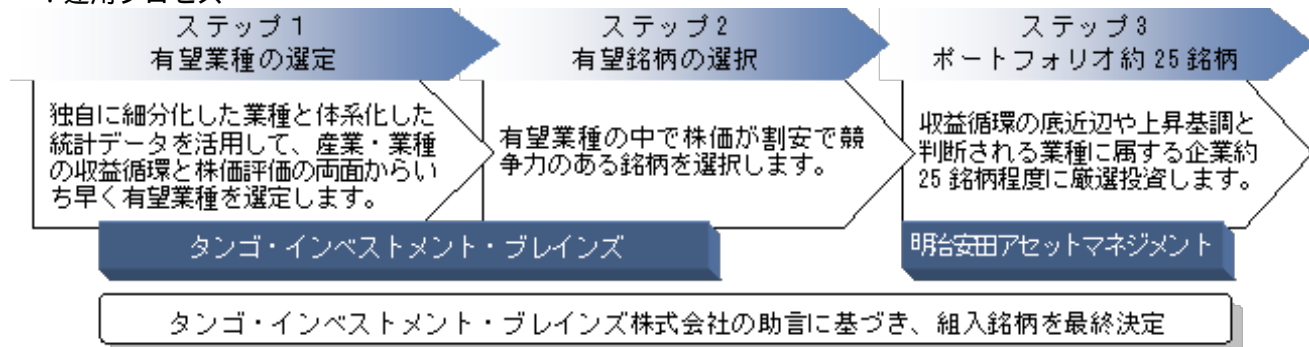 運用プロセス
ステップ1
有望業種の選定
ステップ2
有望銘柄の選択
ステップ3
ポートフォリオ約25銘柄
独自に細分化した業種と体系化した
統計データを活用して、産業・業種
の収益循環と株価評価の両面からい
ち早く有望業種を選定します。
有望業種の中で株価が割安で競
争力のある銘柄を選択します。
収益循環の底近辺や上昇基調と
判断される業種に属する企業約
25銘柄程度に厳選投資します。
タンゴ・インベストメント・ブレインズ
明治安田アセットマネジメント
タンゴ・インベストメント・ブレインズ株式会社の助言に基づき、組入銘柄を最終決定